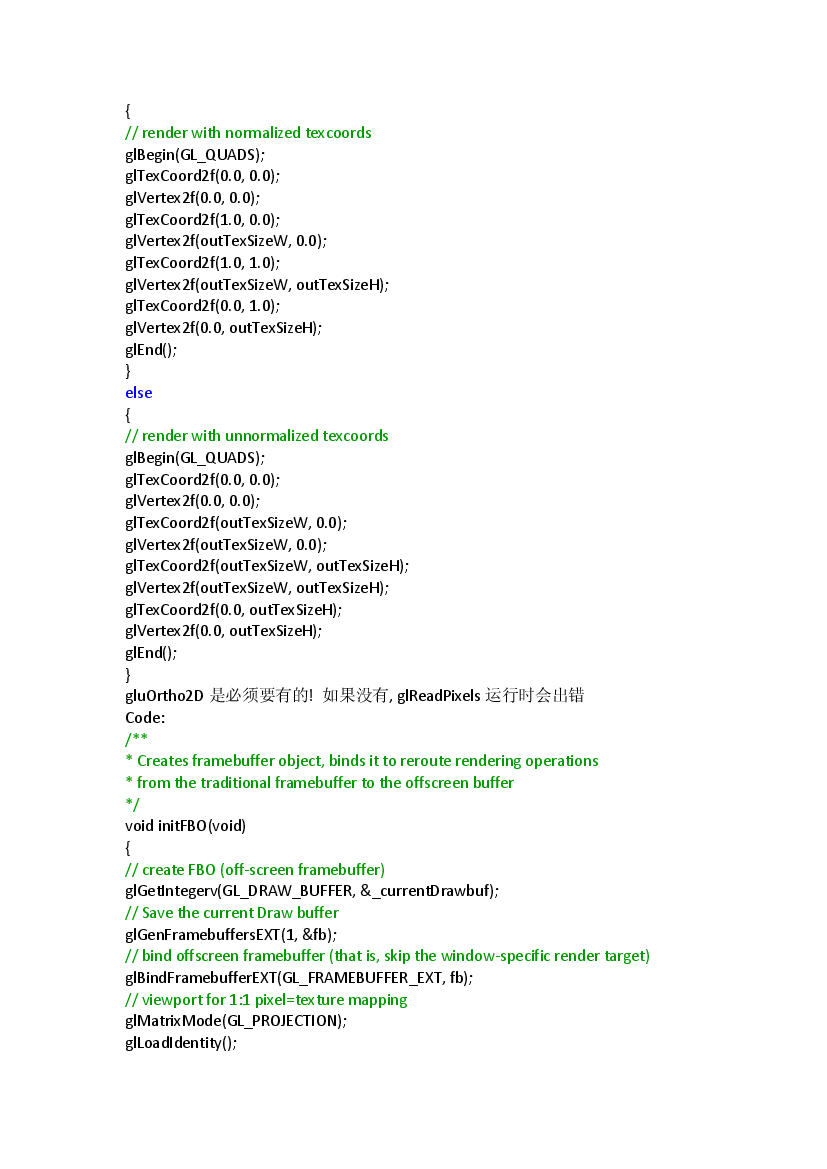 {
// render with normalized texcoords
glBegin(GL_QUADS);
glTexCoord2f(0.0, 0.0);
glVertex2f(0.0, 0.0);
glTexCoord2f(1.0, 0.0);
glVertex2f(outTexSizeW, 0.0);
glTexCoord2f(1.0, 1.0);
glVertex2f(outTexSizeW, outTexSizeH);
glTexCoord2f(0.0, 1.0);
glVertex2f(0.0, outTexSizeH);
glEnd();
}
else
{
// render with unnormalized texcoords
glBegin(GL_QUADS);
glTexCoord2f(0.0, 0.0);
glVertex2f(0.0, 0.0);
glTexCoord2f(outTexSizeW, 0.0);
glVertex2f(outTexSizeW, 0.0);
glTexCoord2f(outTexSizeW, outTexSizeH);
glVertex2f(outTexSizeW, outTexSizeH);
glTexCoord2f(0.0, outTexSizeH);
glVertex2f(0.0, outTexSizeH);
glEnd();
}
gluOrtho2D 是必须要有的! 如果没有, glReadPixels 运行时会出错
Code:
/**
* Creates framebuffer object, binds it to reroute rendering operations
* from the traditional framebuffer to the offscreen buffer
*/
void initFBO(void)
{
// create FBO (off-screen framebuffer)
glGetIntegerv(GL_DRAW_BUFFER, &_currentDrawbuf);
// Save the current Draw buffer
glGenFramebuffersEXT(1, &fb);
// bind offscreen framebuffer (that is, skip the window-specific render target)
glBindFramebufferEXT(GL_FRAMEBUFFER_EXT, fb);
// viewport for 1:1 pixel=texture mapping
glMatrixMode(GL_PROJECTION);
glLoadIdentity();